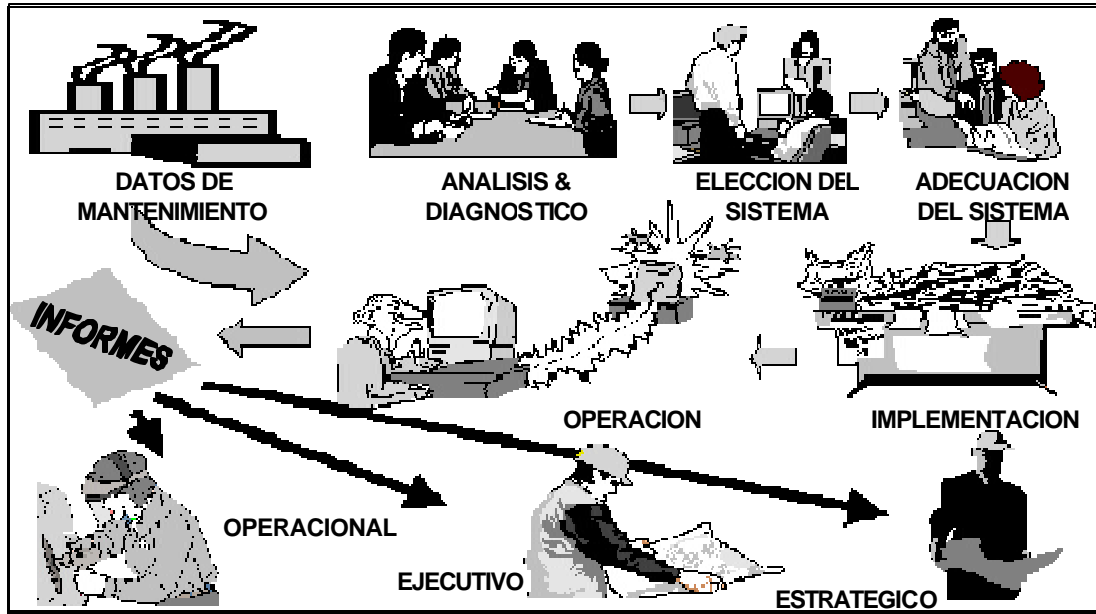 DATOS DE
MANTENIMIENTO
ANALISIS &
DIAGNOSTICO
ELECCION DEL
SISTEMA
ADECUACION
DEL SISTEMA
INFORMES
OPERACION
IMPLEMENTACION
OPERACIONAL
EJECUTIVO
ESTRATEGICO